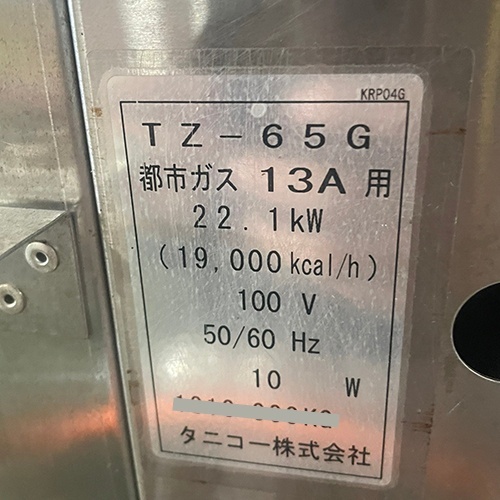 KRP04G
TZ-65G
都市ガス 13A 用
22.1kW
(19,000kcal/h)
100 V
50/60 Hz
10 W
タニコー株式会社